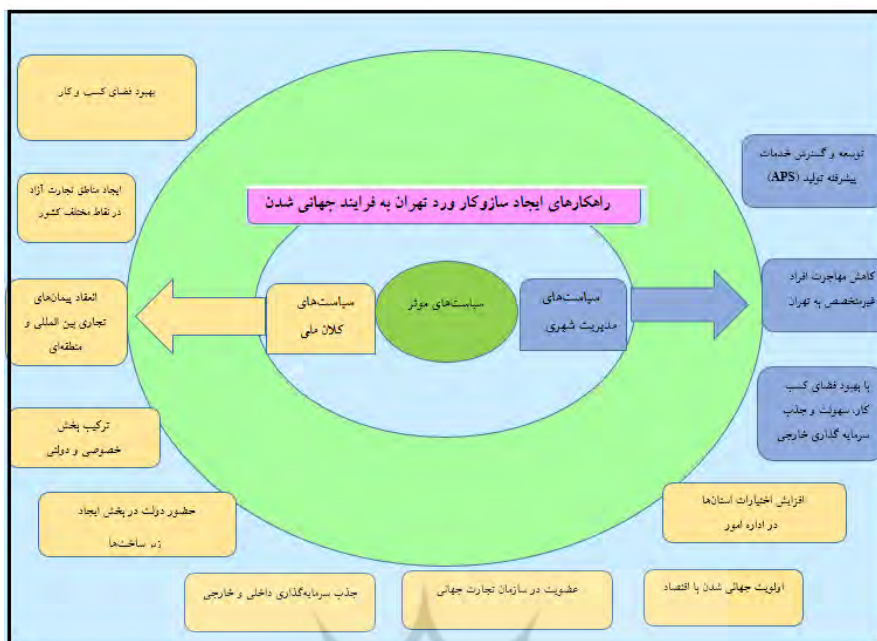 راهکارهای ایجاد سازوکار ورد تهران به فرایند جهانی شدن
سیاست‌های موثر
سیاست‌های
مدیریت شهری
سیاست‌های
کلان ملی
توسعه و گسترش خدمات
پیشرفته تولید (APS)
کاهش مهاجرت افراد
غیرمتخصص به تهران
با بهبود فضای کسب
کار، سهولت و جذب
سرمایه گذاری خارجی
بهبود فضای کسب و کار
ایجاد مناطق تجارت آزاد
در نقاط مختلف کشور
انعقاد پیمان‌های
تجاری بین المللی و
منطقه‌ای
ترکیب بخش
خصوصی و دولتی
حضور دولت در بخش ایجاد
زیر ساخت‌ها
جذب سرمایه‌گذاری داخلی و خارجی
عضویت در سازمان تجارت جهانی
اولویت جهانی شدن با اقتصاد
افزایش اختیارات استان‌ها
در اداره امور